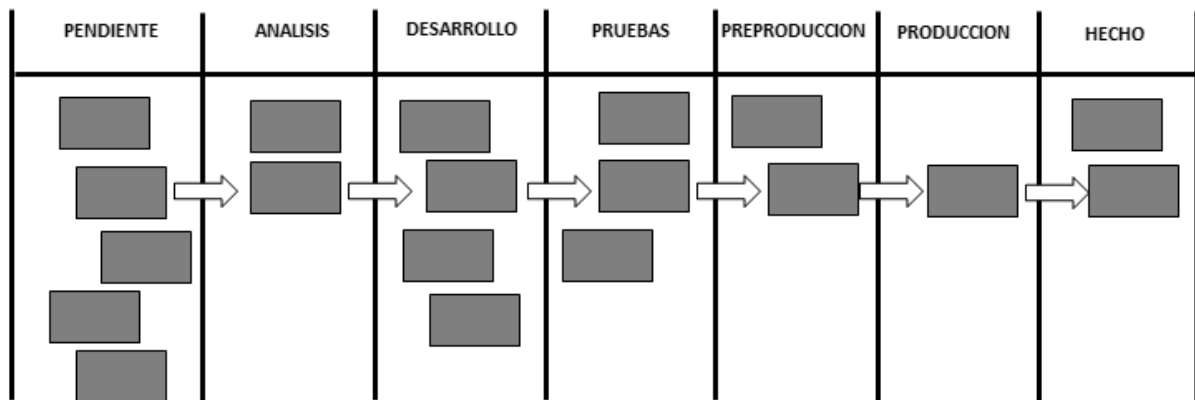 PENDIENTE
ANALISIS
DESARROLLO
PRUEBAS
PREPRODUCCION
PRODUCCION
HECHO